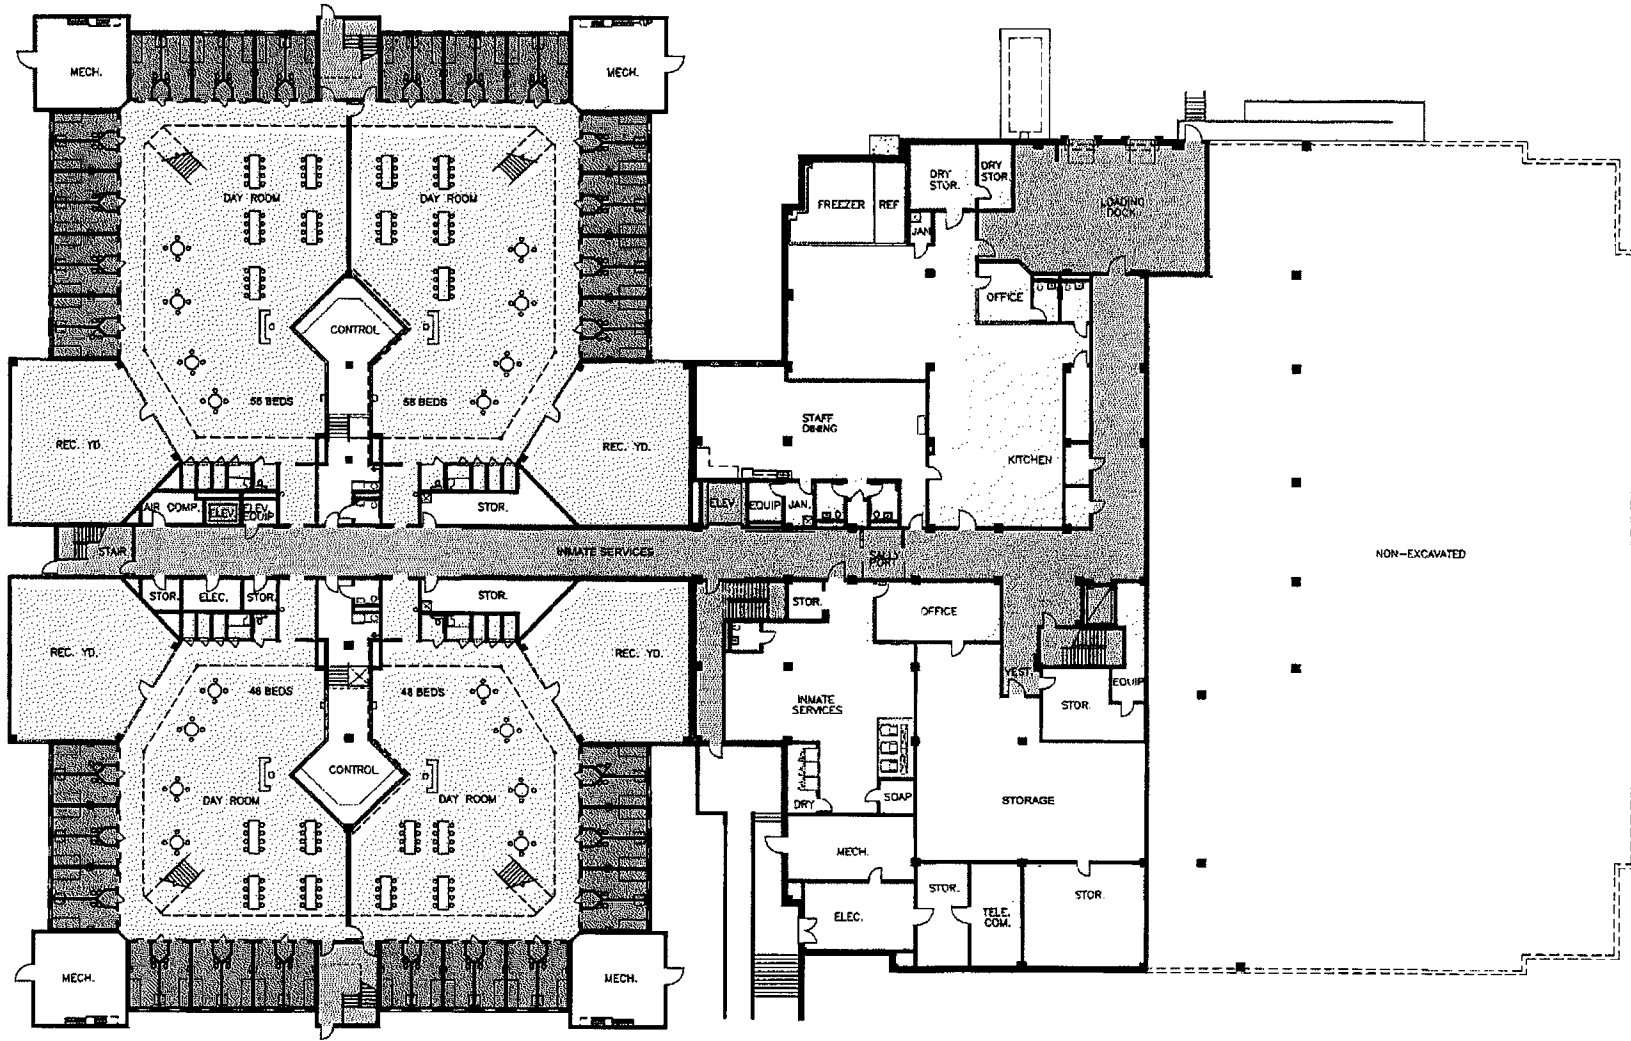 MECH.
UP
MECH.
DAY ROOM
DAY ROOM
CONTROL
56 BEDS
REC. YD.
REC. YD.
AIR COMP.
ELEV.
ELEV.
EQUIP
STOR.
STAIR
INMATE SERVICES
STOR.
ELEC.
STOR.
STOR.
REC. YD.
REC. YD.
48 BEDS
48 BEDS
CONTROL
DAY ROOM
DAY ROOM
MECH.
MECH.
FREEZER
REF
DRY
STOR.
DRY
STOR.
JAN
LOADING
DOCK
OFFICE
STAFF
DINING
KITCHEN
ELEV.
EQUIP
JAN.
SALLY
PORT
NON-EXCAVATED
STOR.
OFFICE
VEST.
EQUIP
STOR.
INMATE
SERVICES
DRY
SOAP
STORAGE
MECH.
ELEC.
STOR.
TELE.
COM.
STOR.